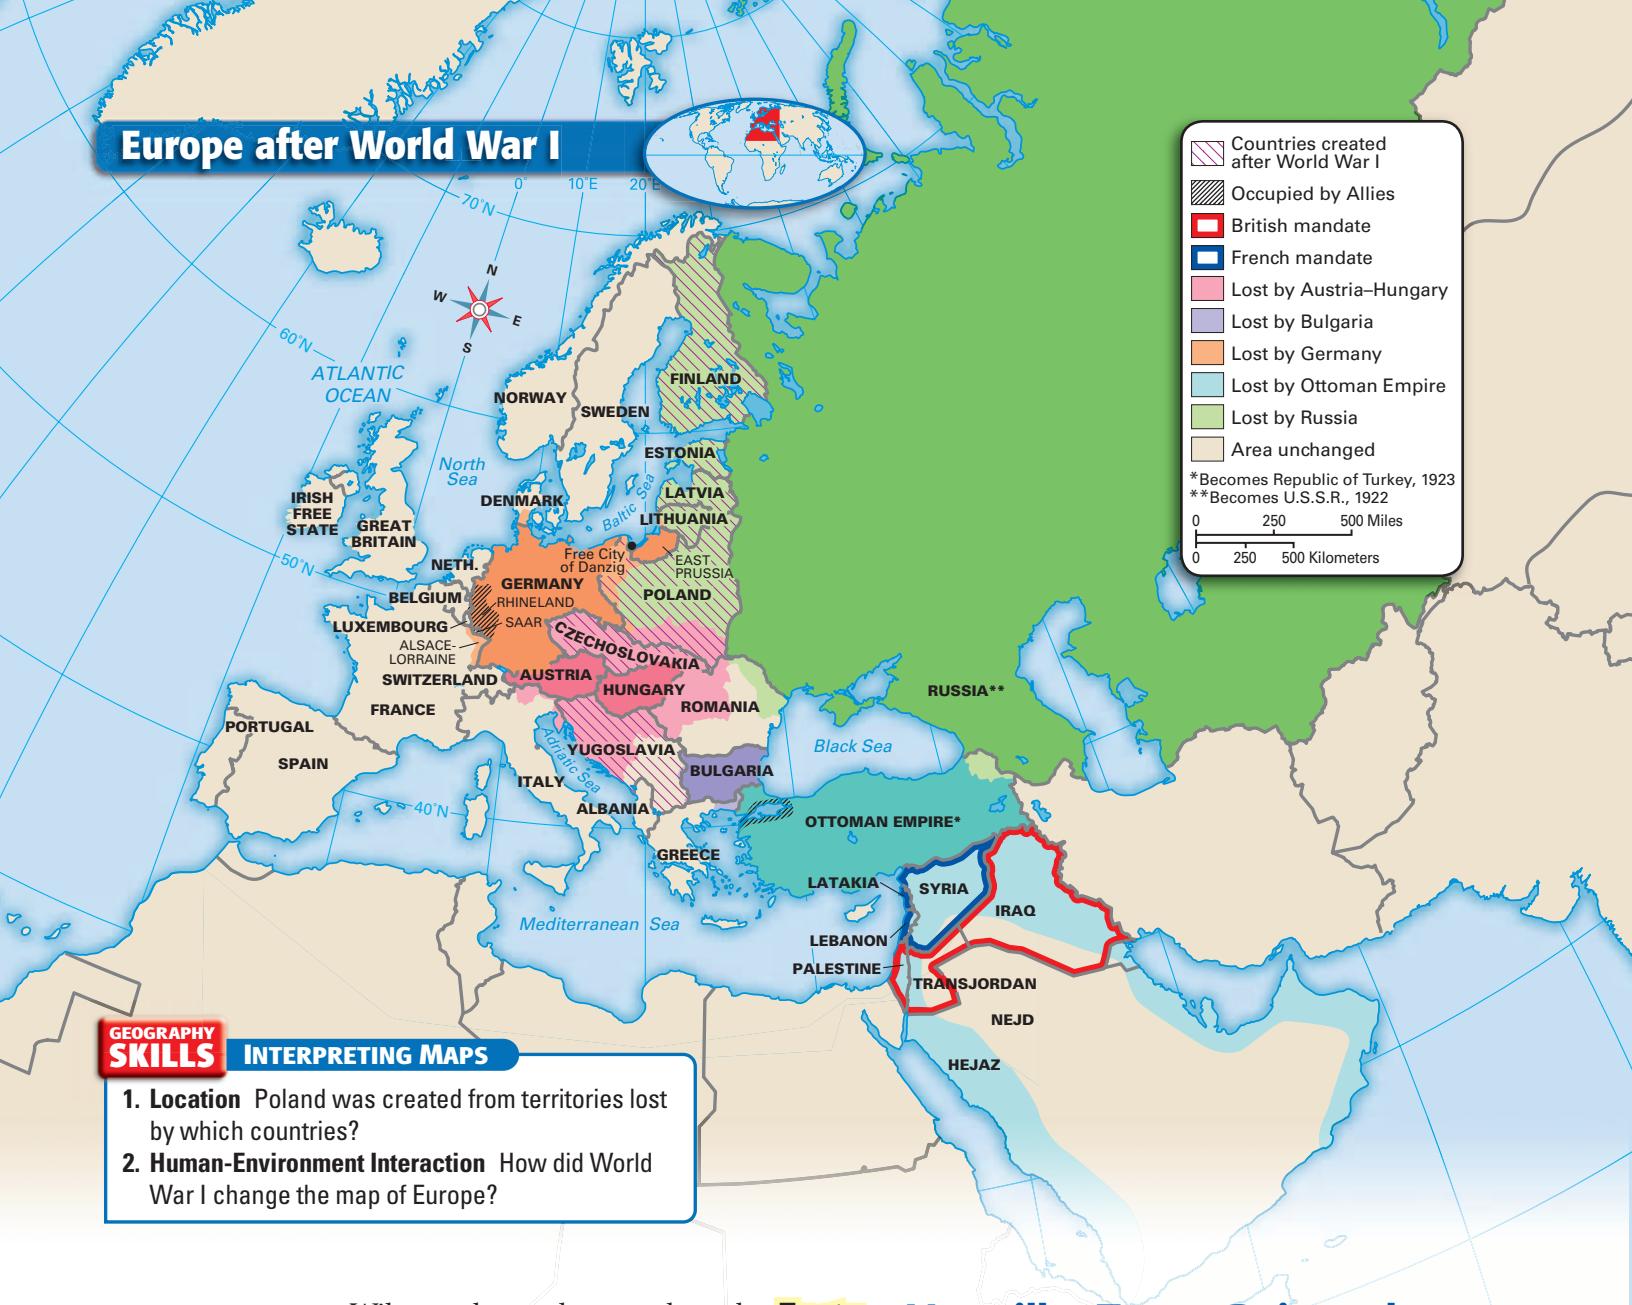 Europe after World War I
0°
10°E
20°E
70°N
60°N
50°N
40°N
N
W
E
S
Countries created
after World War I
Occupied by Allies
British mandate
French mandate
Lost by Austria–Hungary
Lost by Bulgaria
Lost by Germany
Lost by Ottoman Empire
Lost by Russia
Area unchanged
*Becomes Republic of Turkey, 1923
**Becomes U.S.S.R., 1922
0 250 500 Miles
0 250 500 Kilometers
ATLANTIC
OCEAN
NORWAY
SWEDEN
FINLAND
ESTONIA
North
Sea
Baltic Sea
LATVIA
LITHUANIA
DENMARK
IRISH
FREE
STATE
GREAT
BRITAIN
NETH.
Free City
of Danzig
EAST
PRUSSIA
GERMANY
POLAND
BELGIUM
RHINELAND
LUXEMBOURG
SAAR
ALSACE-
LORRAINE
CZECHOSLOVAKIA
SWITZERLAND
AUSTRIA
HUNGARY
ROMANIA
RUSSIA**
FRANCE
PORTUGAL
SPAIN
YUGOSLAVIA
Black Sea
Adriatic Sea
ITALY
BULGARIA
ALBANIA
OTTOMAN EMPIRE*
GREECE
LATAKIA
SYRIA
IRAQ
Mediterranean Sea
LEBANON
PALESTINE
TRANSJORDAN
NEJD
HEJAZ
GEOGRAPHY
SKILLS
INTERPRETING MAPS
1. Location Poland was created from territories lost
by which countries?
2. Human-Environment Interaction How did World
War I change the map of Europe?